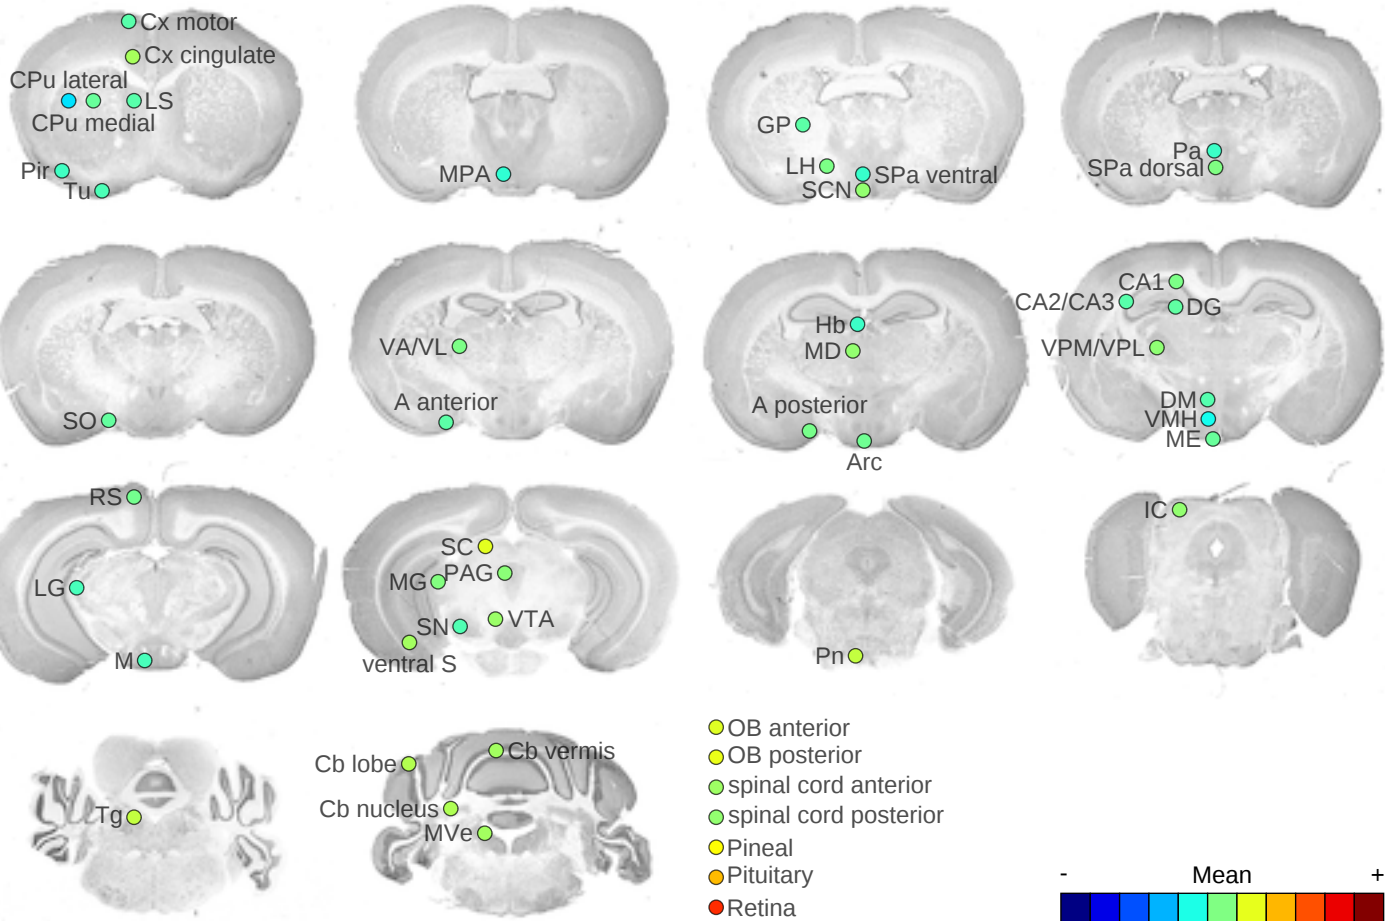 Cx motor
Cx cingulate
CPu lateral
LS
CPu medial
Pir
Tu
MPA
GP
LH
SPa ventral
SCN
Pa
SPa dorsal
SO
VA/VL
A anterior
Hb
MD
A posterior
Arc
CA1
CA2/CA3
DG
VPM/VPL
DM
VMH
ME
RS
LG
M
SC
PAG
MG
VTA
SN
ventral S
Pn
IC
Tg
Cb vermis
Cb lobe
Cb nucleus
MVe
OB anterior
OB posterior
spinal cord anterior
spinal cord posterior
Pineal
Pituitary
Retina
- Mean +